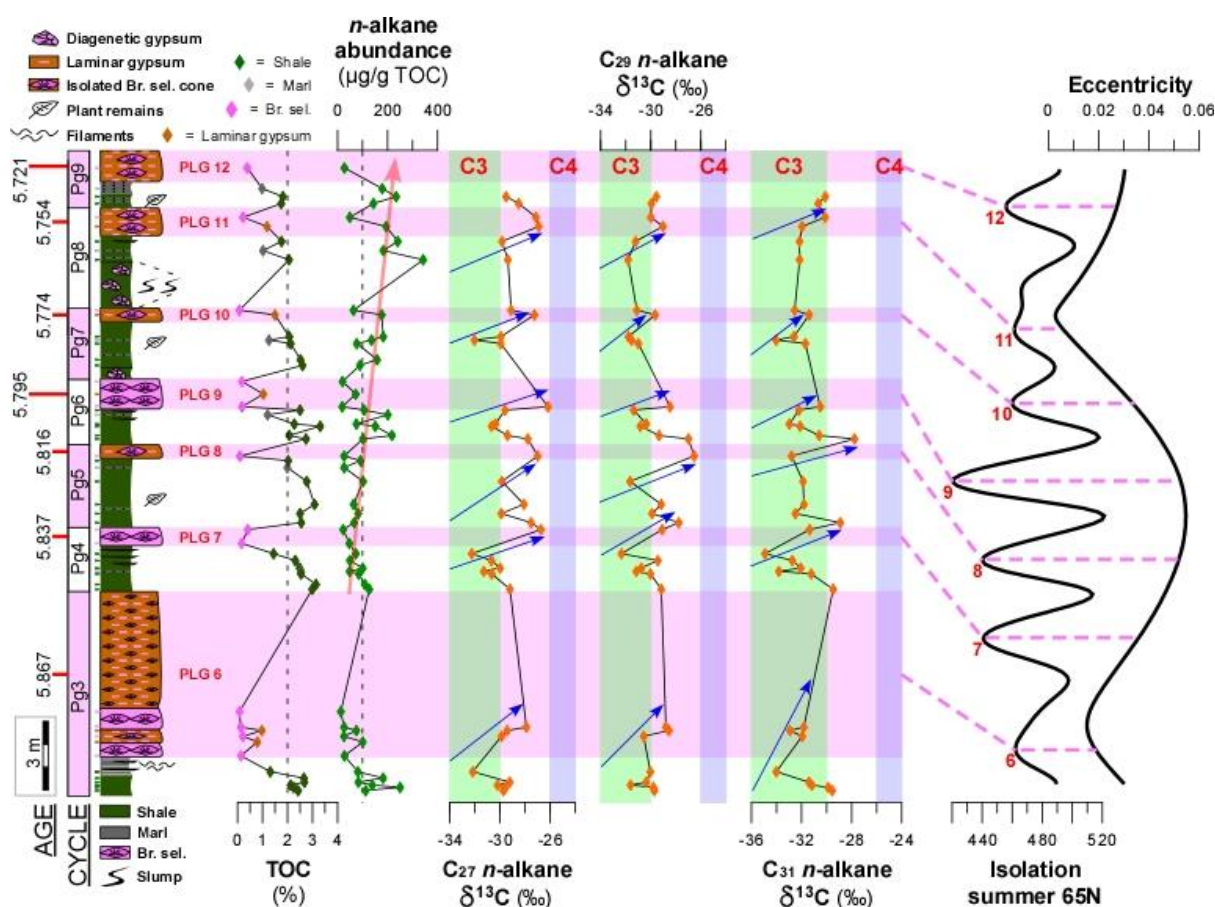 Diagenetic gypsum
Laminar gypsum
Isolated Br. sel. cone
Plant remains
Filaments
= Shale
= Marl
= Br. sel.
= Laminar gypsum
n-alkane
abundance
(µg/g TOC)
0 200 400
C29 n-alkane
δ13C (‰)
-34 -30 -26
Eccentricity
0 0.02 0.04 0.06
C3 C4
C3 C4
C3 C4
5.721
5.754
5.774
5.795
5.816
5.837
5.867
Pg9
Pg8
Pg7
Pg6
Pg5
Pg4
Pg3
PLG 12
PLG 11
PLG 10
PLG 9
PLG 8
PLG 7
PLG 6
12
11
10
9
8
7
6
3 m
AGE
CYCLE
Shale
Marl
Br. sel.
Slump
0 1 2 3 4
TOC
(%)
-34 -30 -26
C27 n-alkane
δ13C (‰)
-36 -34 -32 -30 -28 -26 -24
C31 n-alkane
δ13C (‰)
440 480 520
Isolation
summer 65N